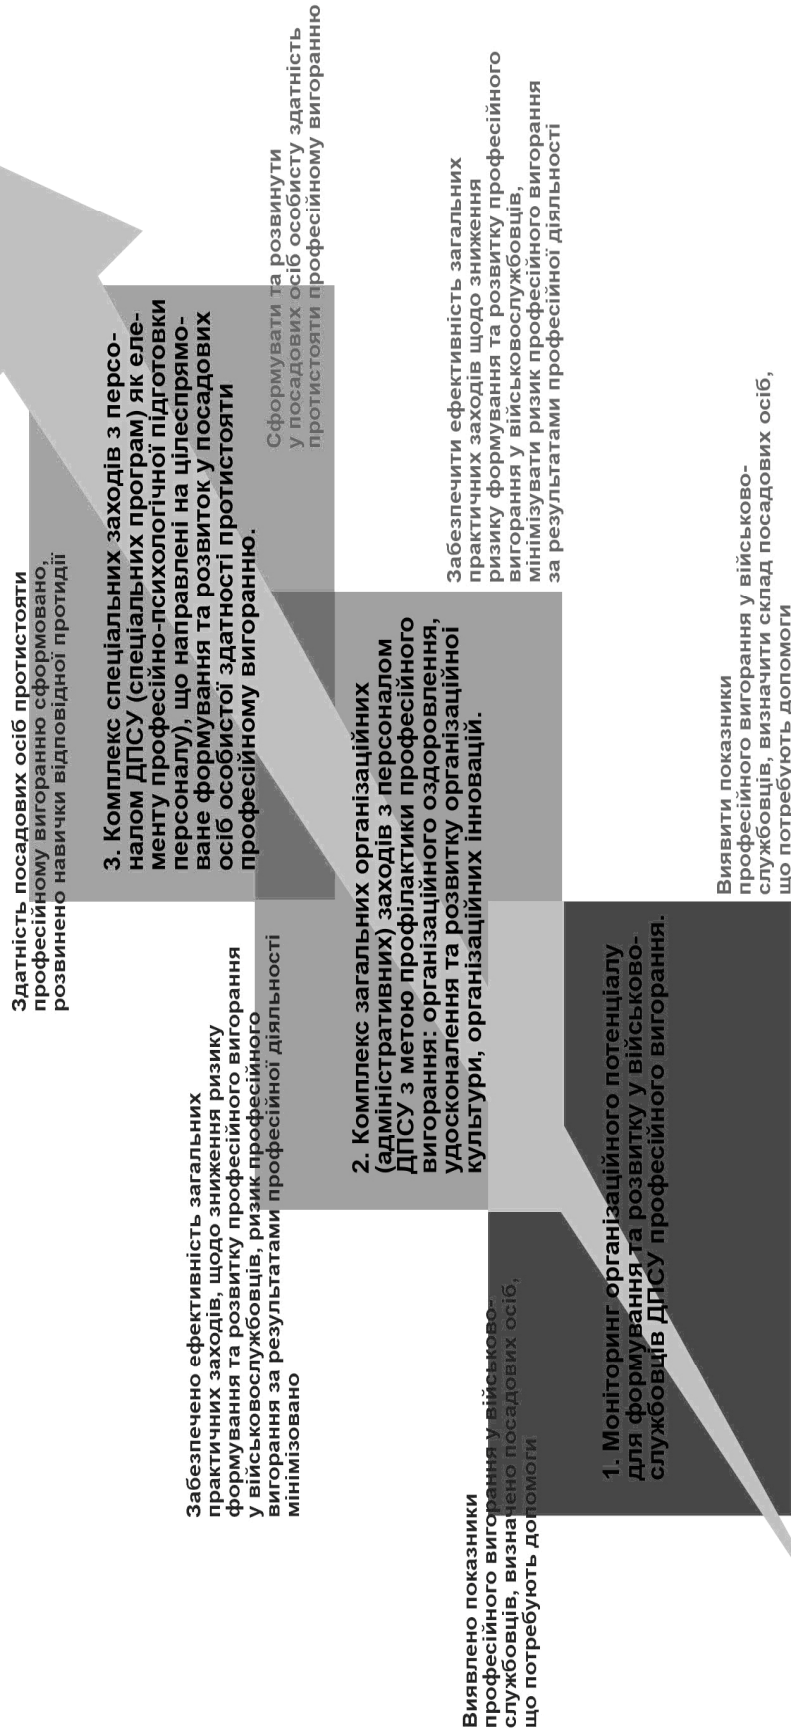 Здатність посадових осіб протистояти
професійному вигоранню сформовано,
розвинено навички відповідної протидії
3. Комплекс спеціальних заходів з персо-
налом ДПСУ (спеціальних програм) як еле-
менту професійно-психологічної підготовки
персоналу), що направлені на цілеспрямо-
ване формування та розвиток у посадових
осіб особистої здатності протистояти
професійному вигоранню.
Сформувати та розвинути
у посадових осіб особисту здатність
протистояти професійному вигоранню
Забезпечено ефективність загальних
практичних заходів, щодо зниження ризику
формування та розвитку професійного вигорання
у військовослужбовців, ризик професійного
вигорання за результатами професійної діяльності
мінімізовано
2. Комплекс загальних організаційних
(адміністративних) заходів з персоналом
ДПСУ з метою профілактики професійного
вигорання: організаційного оздоровлення,
удосконалення та розвитку організаційної
культури, організаційних інновацій.
Забезпечити ефективність загальних
практичних заходів щодо зниження
ризику формування та розвитку професійного
вигорання у військовослужбовців,
мінімізувати ризик професійного вигорання
за результатами професійної діяльності
Виявлено показники
професійного вигорання у військово-
службовців, визначено посадових осіб,
що потребують допомоги
1. Моніторинг організаційного потенціалу
для формування та розвитку у військово-
службовців ДПСУ професійного вигорання.
Виявити показники
професійного вигорання у військово-
службовців, визначити склад посадових осіб,
що потребують допомоги